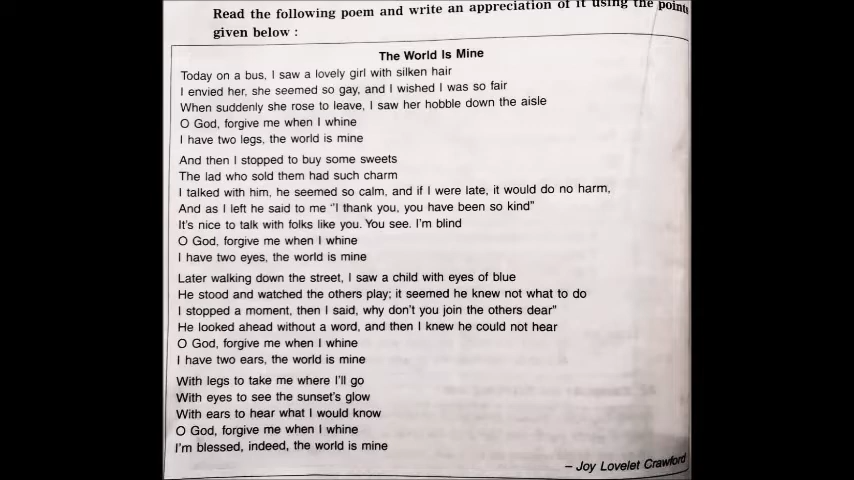 Read the following poem and write an appreciation of it using the points
given below :
The World Is Mine
Today on a bus, I saw a lovely girl with silken hair
I envied her, she seemed so gay, and I wished I was so fair
When suddenly she rose to leave, I saw her hobble down the aisle
O God, forgive me when I whine
I have two legs, the world is mine
And then I stopped to buy some sweets
The lad who sold them had such charm
I talked with him, he seemed so calm, and if I were late, it would do no harm,
And as I left he said to me "I thank you, you have been so kind"
It's nice to talk with folks like you. You see. I'm blind
O God, forgive me when I whine
I have two eyes, the world is mine
Later walking down the street, I saw a child with eyes of blue
He stood and watched the others play; it seemed he knew not what to do
I stopped a moment, then I said, why don't you join the others dear"
He looked ahead without a word, and then I knew he could not hear
O God, forgive me when I whine
I have two ears, the world is mine
With legs to take me where I'll go
With eyes to see the sunset's glow
With ears to hear what I would know
O God, forgive me when I whine
I'm blessed, indeed, the world is mine
– Joy Lovelet Crawford